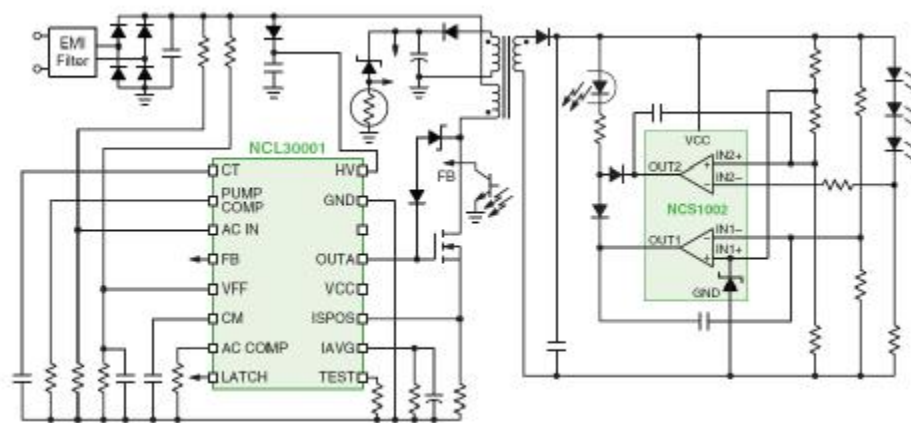 EMI
Filter
NCL30001
CT
HV
PUMP
COMP
GND
AC IN
FB
OUTA
VFF
VCC
CM
ISPOS
AC COMP
IAVG
LATCH
TEST
FB
VCC
OUT2
IN2+
IN2−
NCS1002
OUT1
IN1−
IN1+
GND